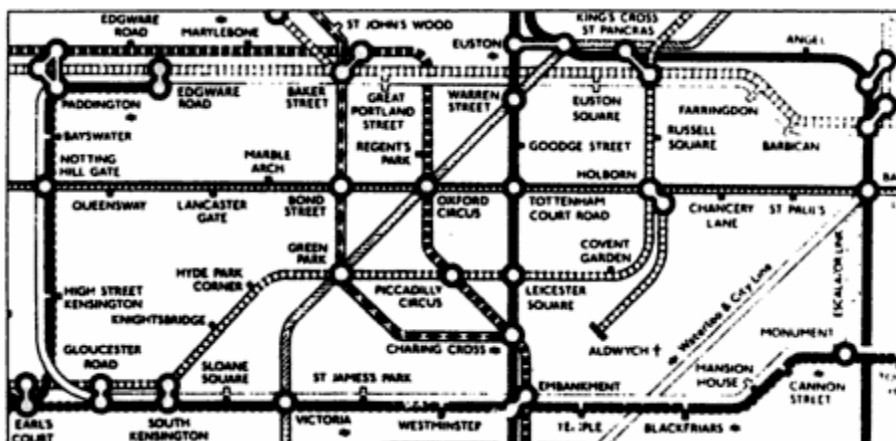 EDGWARE
ROAD
MARYLEBONE
ST JOHN'S WOOD
EUSTON
KING'S CROSS
ST PANCRAS
ANGEL
PADDINGTON
EDGWARE
ROAD
BAKER
STREET
GREAT
PORTLAND
STREET
WARREN
STREET
EUSTON
SQUARE
FARRINGDON
BARBICAN
BAYSWATER
REGENT'S
PARK
GOODGE STREET
RUSSELL
SQUARE
NOTTING
HILL GATE
MARBLE
ARCH
HOLBORN
QUEENSWAY
LANCASTER
GATE
BOND
STREET
OXFORD
CIRCUS
TOTTENHAM
COURT ROAD
CHANCERY
LANE
ST PAUL'S
BA
GREEN
PARK
HYDE PARK
CORNER
PICCADILLY
CIRCUS
COVENT
GARDEN
LEICESTER
SQUARE
HIGH STREET
KENSINGTON
KNIGHTSBRIDGE
CHARING CROSS
ALDWYCH
Waterloo & City Line
ESCALATOR LINK
MONUMENT
GLOUCESTER
ROAD
SLOANE
SQUARE
ST JAMES'S PARK
EMBANKMENT
MANSION
HOUSE
CANNON
STREET
EARL'S
COURT
SOUTH
KENSINGTON
VICTORIA
WESTMINSTER
TEMPLE
BLACKFRIARS